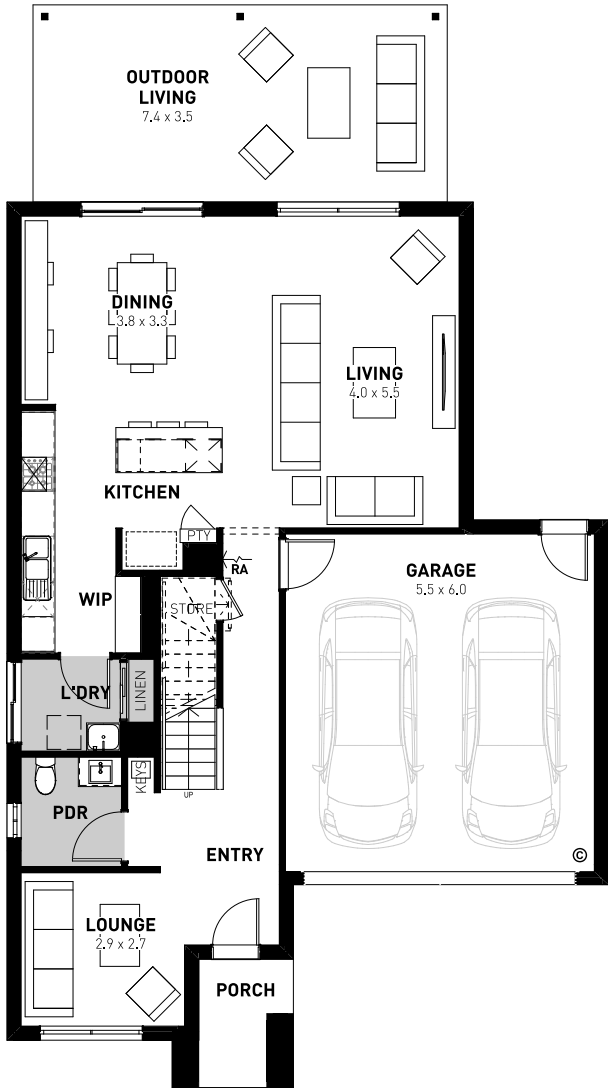 OUTDOOR
LIVING
7.4 x 3.5
DINING
3.8 x 3.3
LIVING
4.0 x 5.5
KITCHEN
PTY
RA
GARAGE
5.5 x 6.0
WIP
STORE
L'DRY
LINEN
KEYS
UP
PDR
ENTRY
©
LOUNGE
2.9 x 2.7
PORCH